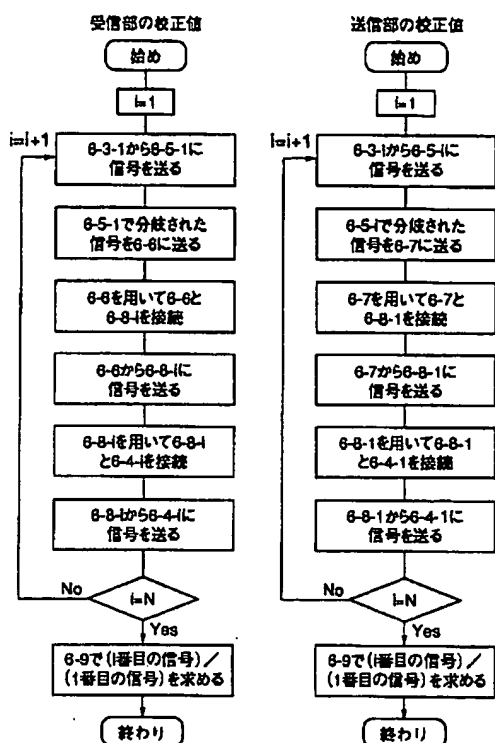 受信部の校正値
始め
i=1
i=i+1
6-3-1から6-5-1に
信号を送る
6-5-1で分岐された
信号を6-6に送る
6-6を用いて6-6と
6-8-iを接続
6-6から6-8-iに
信号を送る
6-8-iを用いて6-8-i
と6-4-iを接続
6-8-iから6-4-iに
信号を送る
No
i=N
Yes
6-9で(i番目の信号)/
(1番目の信号)を求める
終わり
送信部の校正値
始め
i=1
i=i+1
6-3-iから6-5-iに
信号を送る
6-5-iで分岐された
信号を6-7に送る
6-7を用いて6-7と
6-8-1を接続
6-7から6-8-1に
信号を送る
6-8-1を用いて6-8-1
と6-4-1を接続
6-8-1から6-4-1に
信号を送る
No
i=N
Yes
6-9で(i番目の信号)/
(1番目の信号)を求める
終わり